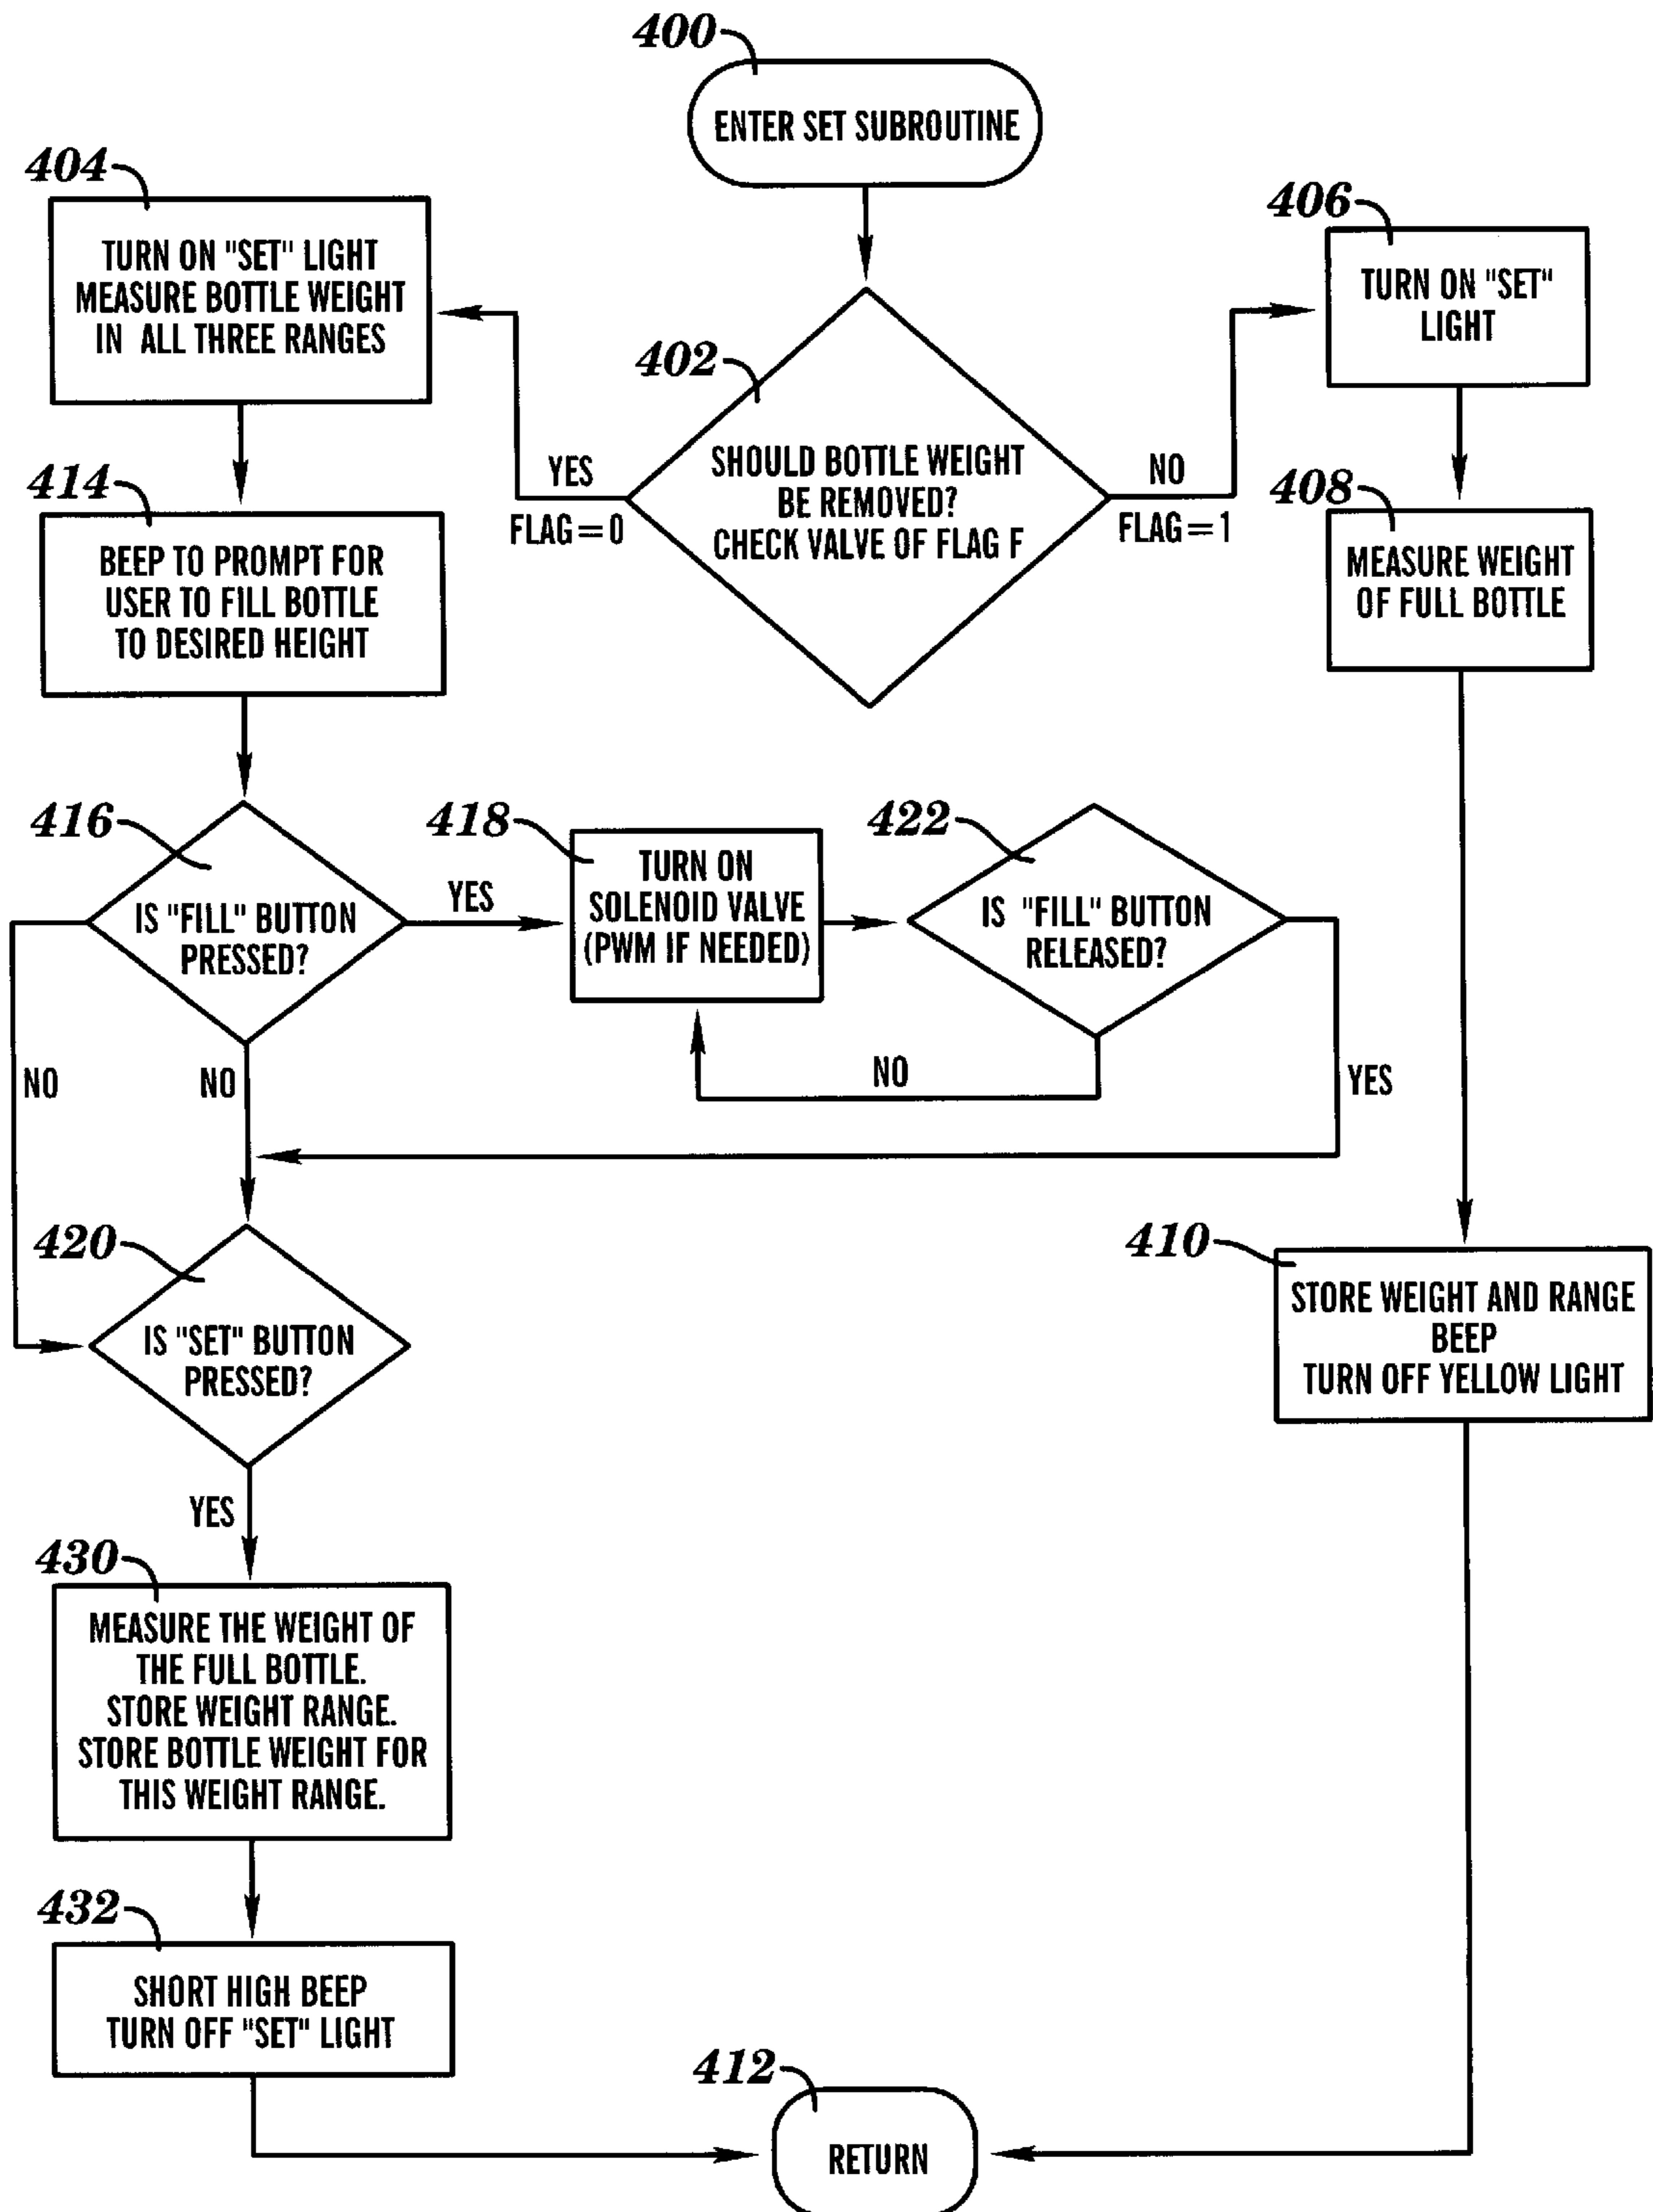 400
ENTER SET SUBROUTINE
402
SHOULD BOTTLE WEIGHT
BE REMOVED?
CHECK VALVE OF FLAG F
YES
FLAG=0
NO
FLAG=1
404
TURN ON "SET" LIGHT
MEASURE BOTTLE WEIGHT
IN ALL THREE RANGES
406
TURN ON "SET"
LIGHT
408
MEASURE WEIGHT
OF FULL BOTTLE
414
BEEP TO PROMPT FOR
USER TO FILL BOTTLE
TO DESIRED HEIGHT
416
IS "FILL" BUTTON
PRESSED?
YES
418
TURN ON
SOLENOID VALVE
(PWM IF NEEDED)
422
IS "FILL" BUTTON
RELEASED?
NO
NO
NO
YES
420
IS "SET" BUTTON
PRESSED?
YES
410
STORE WEIGHT AND RANGE
BEEP
TURN OFF YELLOW LIGHT
430
MEASURE THE WEIGHT OF
THE FULL BOTTLE.
STORE WEIGHT RANGE.
STORE BOTTLE WEIGHT FOR
THIS WEIGHT RANGE.
432
SHORT HIGH BEEP
TURN OFF "SET" LIGHT
412
RETURN